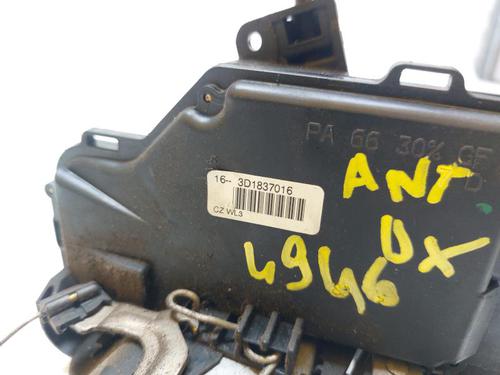 PA 66 30% GF
D
16-- 3D1837016
CZ WL3
ANT
DX
4946